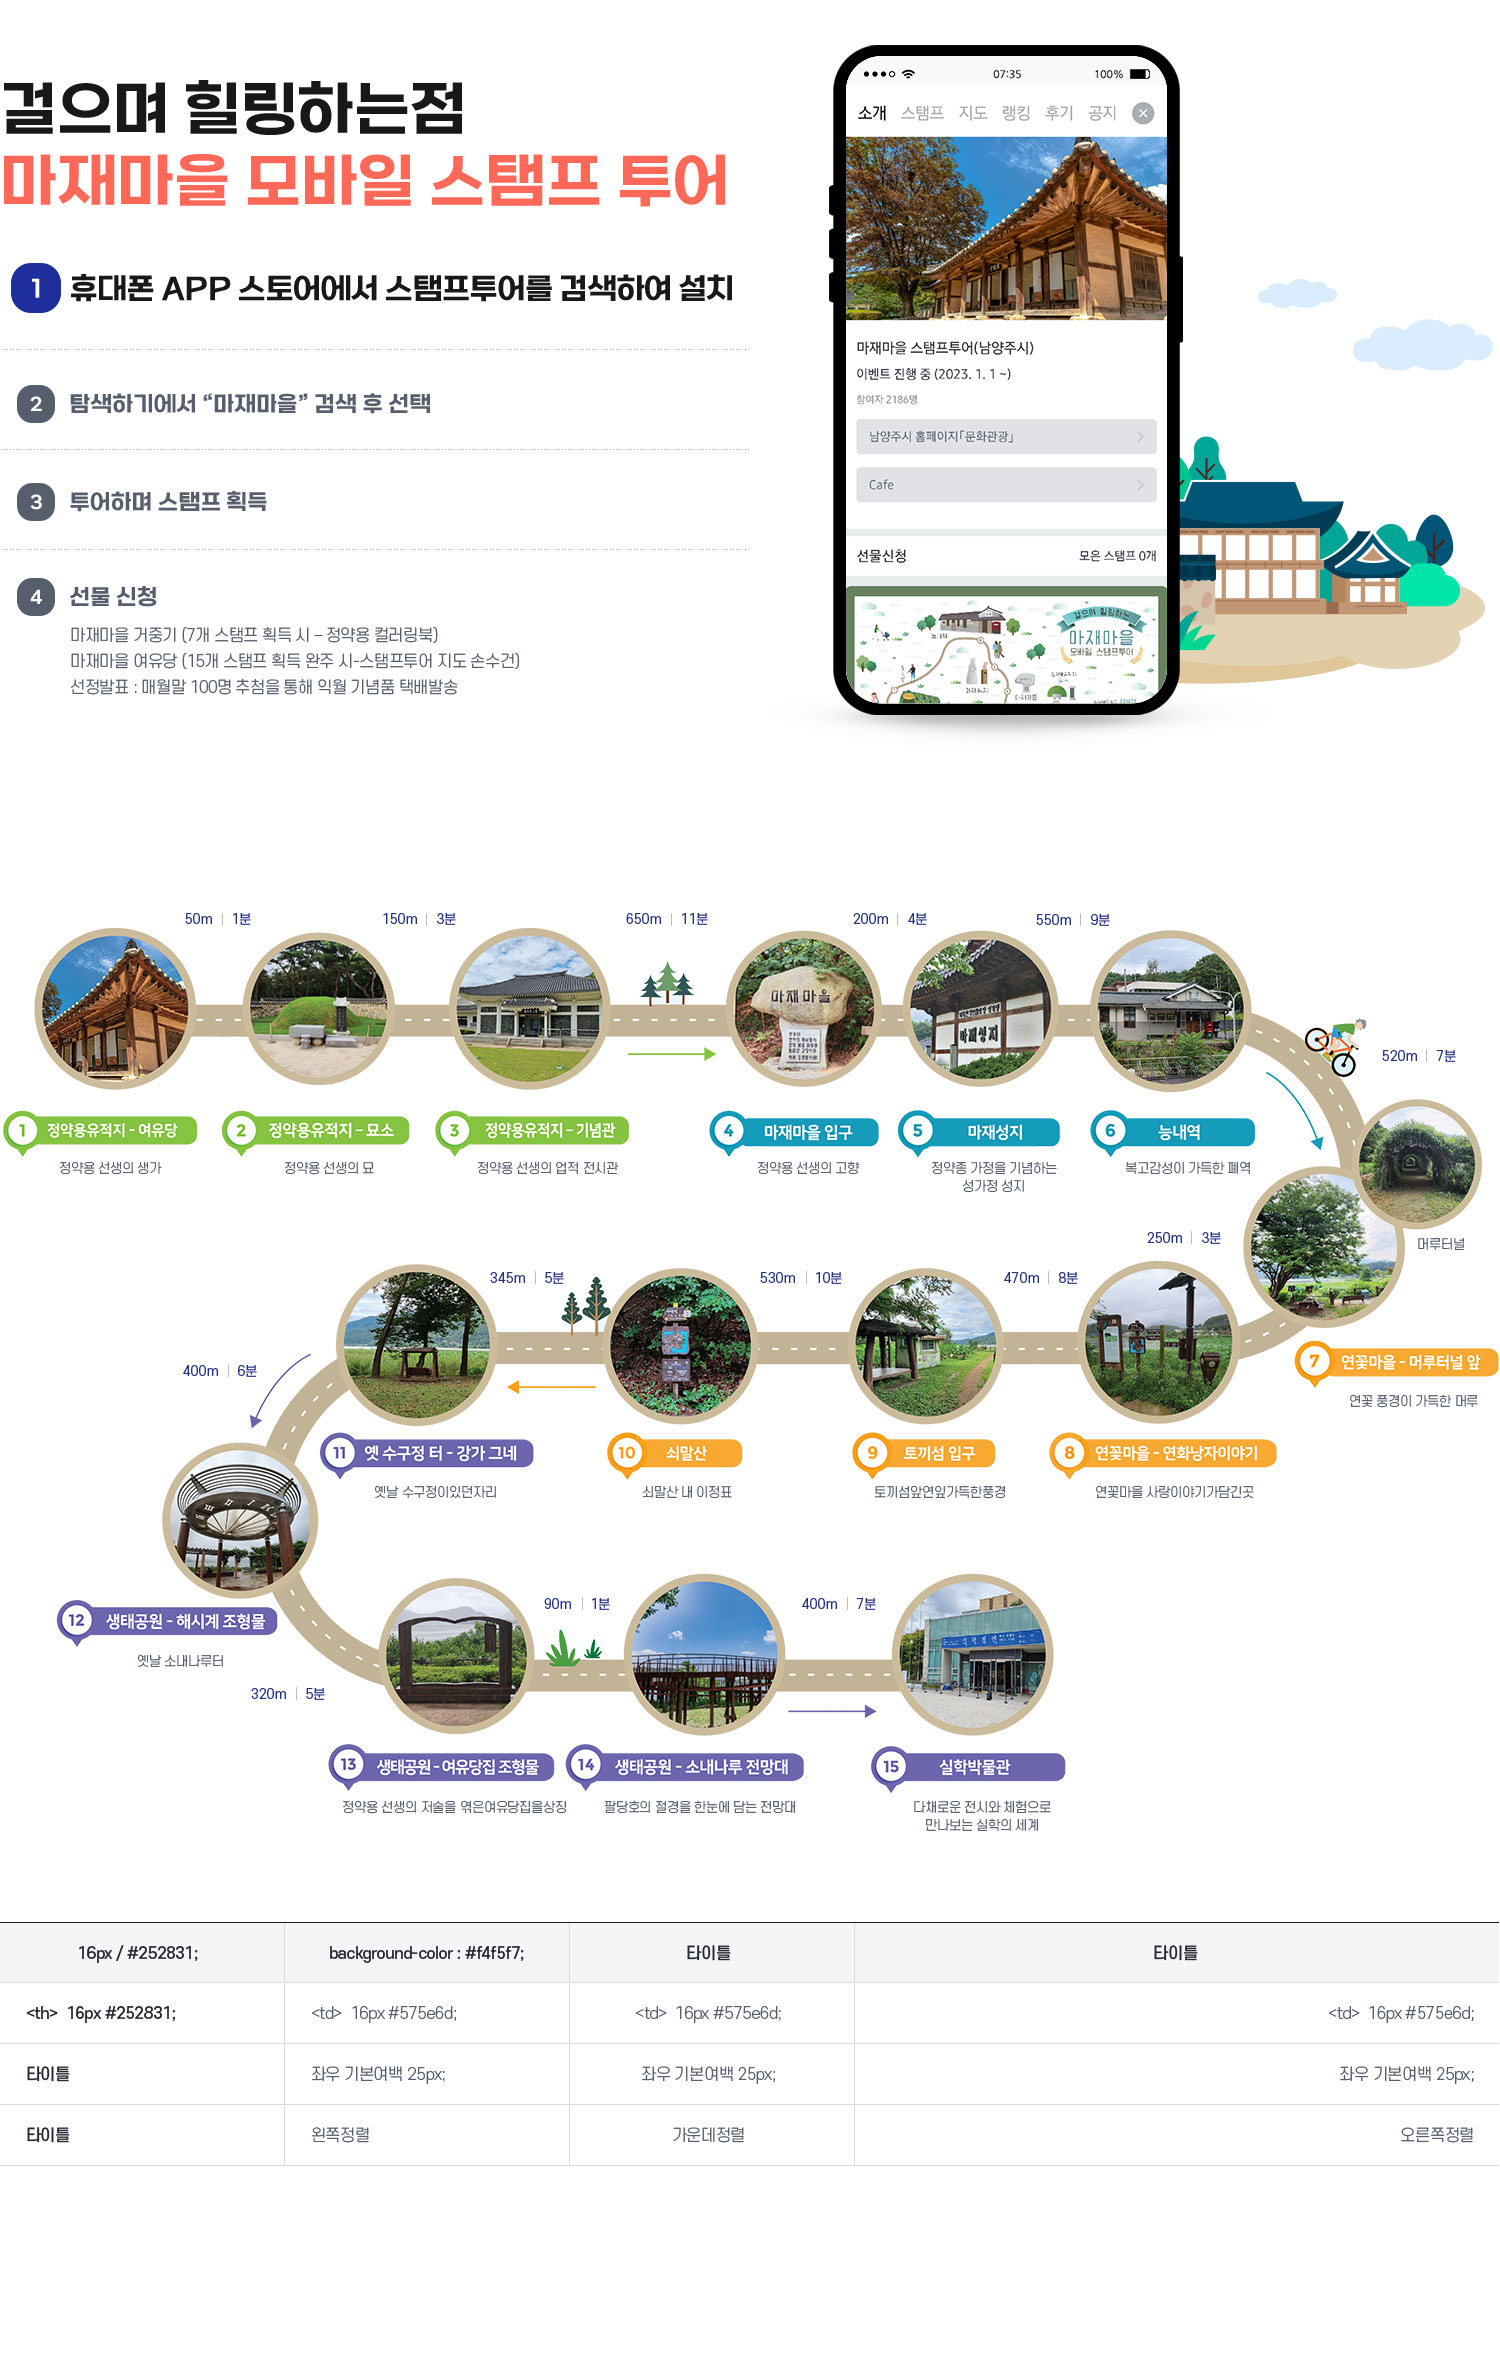 걸으며 힐링하는점
마재마을 모바일 스탬프 투어
1 휴대폰 APP 스토어에서 스탬프투어를 검색하여 설치
2 탐색하기에서 “마재마을” 검색 후 선택
3 투어하며 스탬프 획득
4 선물 신청
마재마을 거중기 (7개 스탬프 획득 시 – 정약용 컬러링북)
마재마을 여유당 (15개 스탬프 획득 완주 시-스탬프투어 지도 손수건)
선정발표 : 매월말 100명 추첨을 통해 익월 기념품 택배발송
07:35 100%
소개 스탬프 지도 랭킹 후기 공지
마재마을 스탬프투어(남양주시)
이벤트 진행 중 (2023. 1. 1 ~)
참여자 2186명
남양주시 홈페이지「문화관광」
Cafe
선물신청 모은 스탬프 0개
걸으며 힐링하는
마재마을
모바일 스탬프투어
50m 1분
150m 3분
650m 11분
200m 4분
550m 9분
520m 7분
마재마을
마재성지
1 정약용유적지 - 여유당
정약용 선생의 생가
2 정약용유적지 – 묘소
정약용 선생의 묘
3 정약용유적지 – 기념관
정약용 선생의 업적 전시관
4 마재마을 입구
정약용 선생의 고향
5 마재성지
정약종 가정을 기념하는
성가정 성지
6 능내역
복고감성이 가득한 폐역
머루터널
250m 3분
470m 8분
530m 10분
345m 5분
400m 6분
7 연꽃마을 - 머루터널 앞
연꽃 풍경이 가득한 머루
8 연꽃마을 - 연화낭자이야기
연꽃마을 사랑이야기가담긴곳
9 토끼섬 입구
토끼섬앞연잎가득한풍경
10 쇠말산
쇠말산 내 이정표
11 옛 수구정 터 - 강가 그네
옛날 수구정이있던자리
12 생태공원 - 해시계 조형물
옛날 소내나루터
320m 5분
90m 1분
400m 7분
13 생태공원 - 여유당집 조형물
정약용 선생의 저술을 엮은여유당집을상징
14 생태공원 - 소내나루 전망대
팔당호의 절경을 한눈에 담는 전망대
15 실학박물관
다채로운 전시와 체험으로
만나보는 실학의 세계
16px / #252831; background-color : #f4f5f7; 타이틀 타이틀
<th> 16px #252831; <td> 16px #575e6d; <td> 16px #575e6d; <td> 16px #575e6d;
타이틀 좌우 기본여백 25px; 좌우 기본여백 25px; 좌우 기본여백 25px;
타이틀 왼쪽정렬 가운데정렬 오른쪽정렬